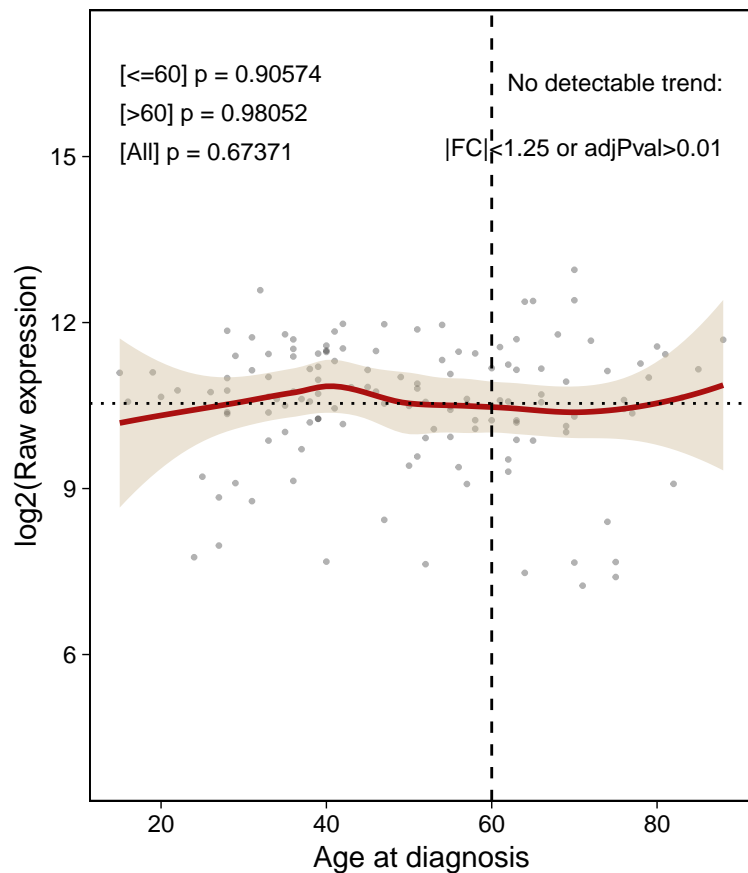 [<=60] p = 0.90574
[>60] p = 0.98052
[All] p = 0.67371
No detectable trend:
|FC|<1.25 or adjPval>0.01
log2(Raw expression)
15
12
9
6
20
40
60
80
Age at diagnosis